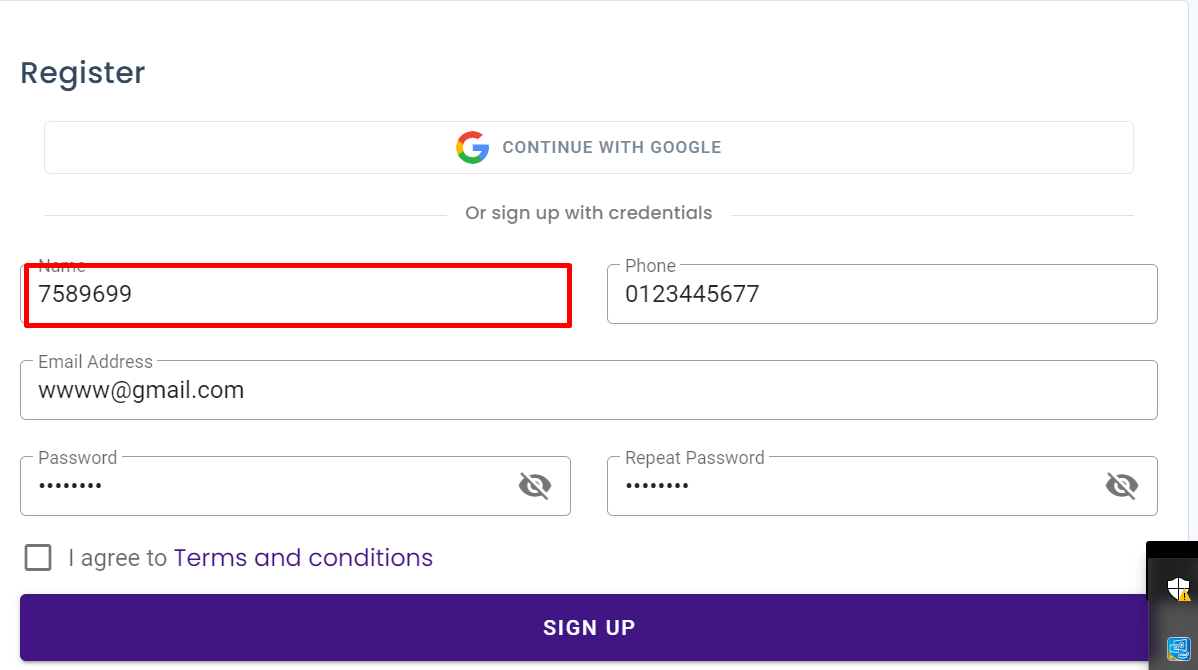 Register
CONTINUE WITH GOOGLE
Or sign up with credentials
Name
7589699
Phone
0123445677
Email Address
wwww@gmail.com
Password
••••••••
Repeat Password
••••••••
I agree to Terms and conditions
SIGN UP